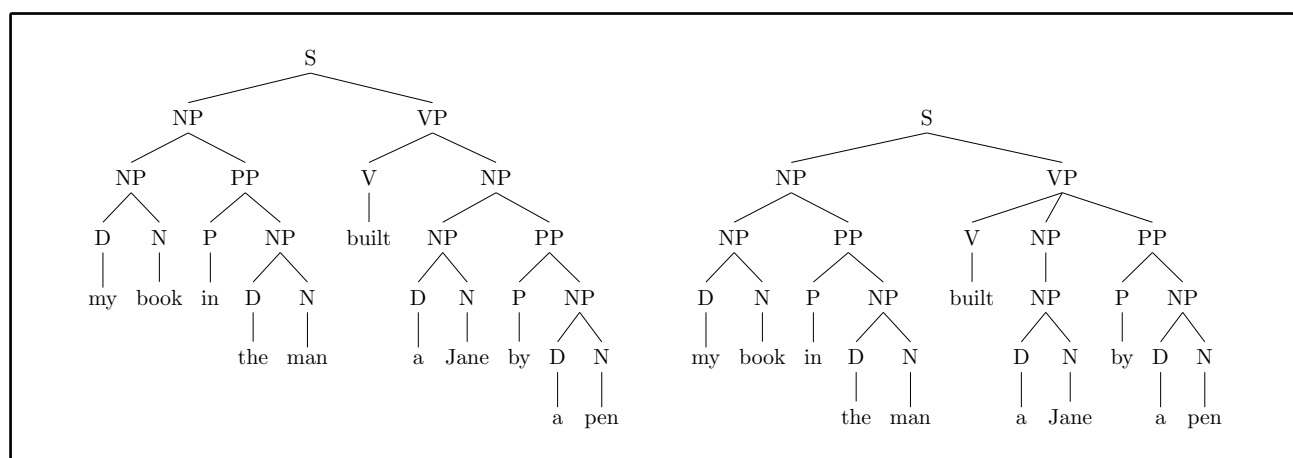 S
NP VP
NP PP V NP
D N P NP built NP PP
my book in D N D N P NP
the man a Jane by D N
a pen
S
NP VP
NP PP V NP PP
D N P NP built NP P NP
my book in D N D N by D N
the man a Jane a pen